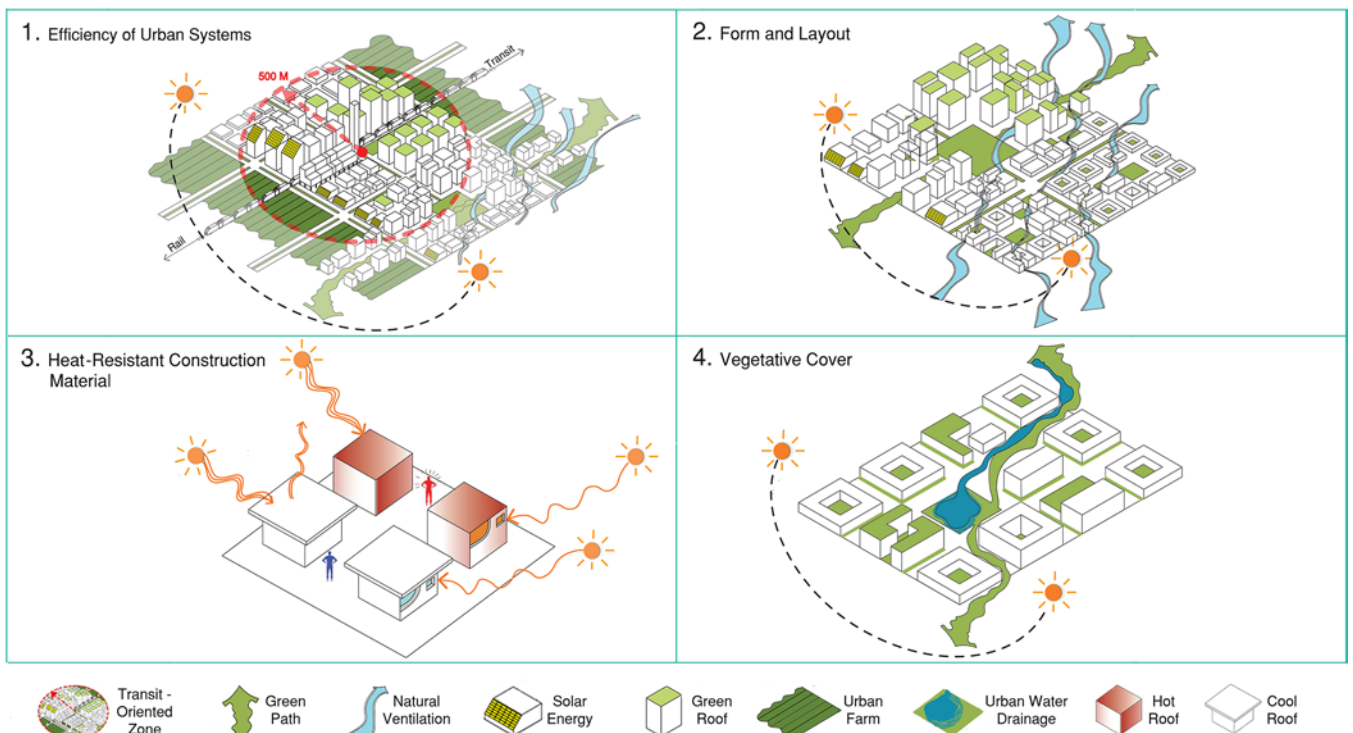 1. Efficiency of Urban Systems
500 M
Transit
Rail
2. Form and Layout
3. Heat-Resistant Construction
Material
4. Vegetative Cover
Transit -
Oriented
Zone
Green
Path
Natural
Ventilation
Solar
Energy
Green
Roof
Urban
Farm
Urban Water
Drainage
Hot
Roof
Cool
Roof